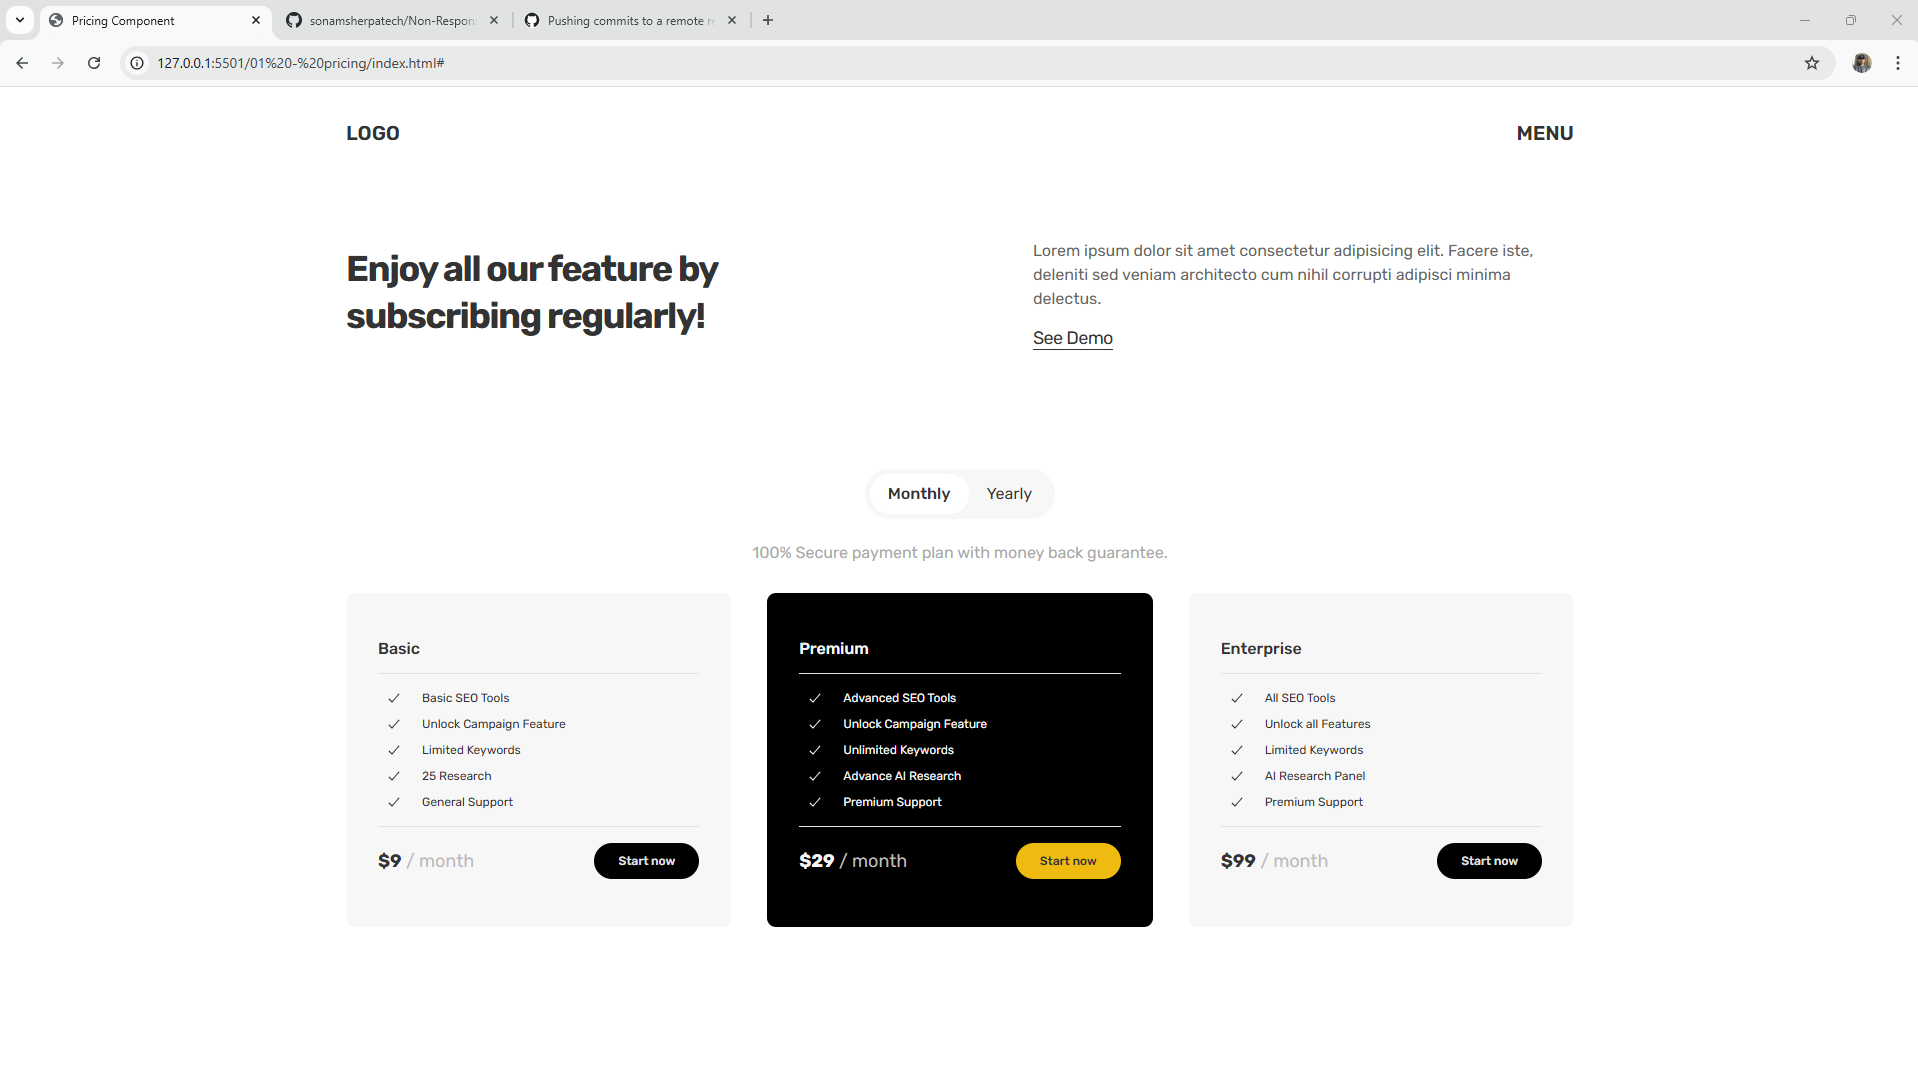 Pricing Component
sonamsherpatech/Non-Respon
Pushing commits to a remote re
127.0.0.1:5501/01%20-%20pricing/index.html#
LOGO
MENU
Enjoy all our feature by
subscribing regularly!
Lorem ipsum dolor sit amet consectetur adipisicing elit. Facere iste,
deleniti sed veniam architecto cum nihil corrupti adipisci minima
delectus.
See Demo
Monthly
Yearly
100% Secure payment plan with money back guarantee.
Basic
Basic SEO Tools
Unlock Campaign Feature
Limited Keywords
25 Research
General Support
$9 / month
Start now
Premium
Advanced SEO Tools
Unlock Campaign Feature
Unlimited Keywords
Advance AI Research
Premium Support
$29 / month
Start now
Enterprise
All SEO Tools
Unlock all Features
Limited Keywords
AI Research Panel
Premium Support
$99 / month
Start now